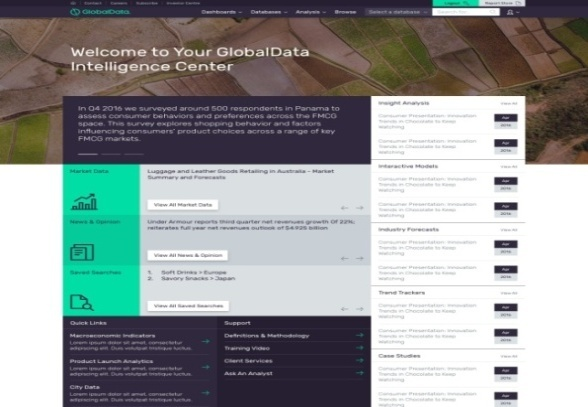 Contact
Careers
Subscribe
Investor Centre
Logout
Report Store
GlobalData.
Dashboards
Databases
Analysis
Browse
Select a database
Welcome to Your GlobalData
Intelligence Center
In Q4 2016 we surveyed around 500 respondents in Panama to
assess consumer behaviors and preferences across the FMCG
space. This survey explores shopping behavior and factors
influencing consumers' product choices across a range of key
FMCG markets.
Market Data
Luggage and Leather Goods Retailing in Australia - Market
Summary and Forecasts
View All Market Data
News & Opinion
Under Armour reports third quarter net revenues growth Of 22%;
reiterates full year net revenues outlook of
View All News & Opinion
Saved Searches
1. Soft Drinks > Europe
2. Savory Snacks > Japan
View All Saved Searches
Quick Links
Macroeconomic Indicators
Lorem ipsum dolor sit amet, consectetur
adipiscing elit. Duis volutpat tristique luctus.
Product Launch Analytics
Lorem ipsum dolor sit amet, consectetur
adipiscing elit. Duis volutpat tristique luctus.
City Data
Lorem ipsum dolor sit amet, consectetur
adipiscing elit. Duis volutpat tristique luctus.
Support
Definitions & Methodology
Training Video
Client Services
Ask An Analyst
Insight Analysis
View All
Consumer Presentation: Innovation
Trends in Chocolate to Keep
Watching
Apr
2016
Consumer Presentation: Innovation
Trends in Chocolate to Keep
Watching
Apr
2016
Interactive Models
View All
Consumer Presentation: Innovation
Trends in Chocolate to Keep
Watching
Apr
2016
Consumer Presentation: Innovation
Trends in Chocolate to Keep
Watching
Apr
2016
Industry Forecasts
View All
Consumer Presentation: Innovation
Trends in Chocolate to Keep
Watching
Apr
2016
Consumer Presentation: Innovation
Trends in Chocolate to Keep
Watching
Apr
2016
Trend Trackers
View All
Consumer Presentation: Innovation
Trends in Chocolate to Keep
Watching
Apr
2016
Consumer Presentation: Innovation
Trends in Chocolate to Keep
Watching
Apr
2016
Case Studies
View All
Consumer Presentation: Innovation
Trends in Chocolate to Keep
Watching
Apr
2016
Consumer Presentation: Innovation
Trends in Chocolate to Keep
Watching
Apr
2016